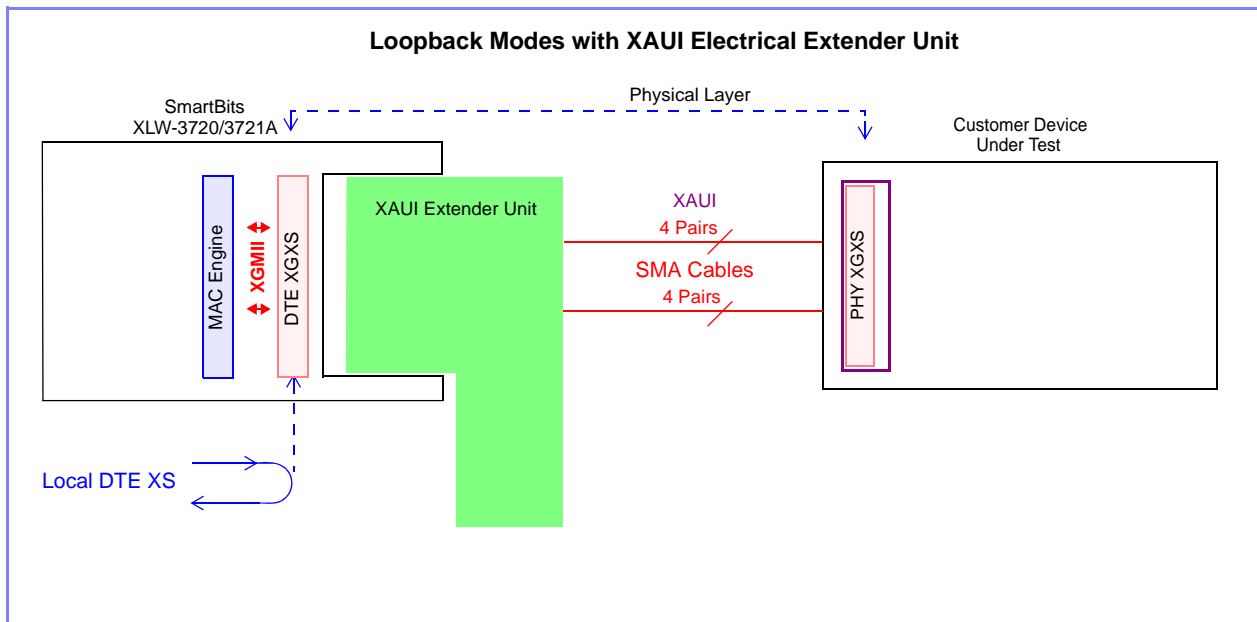 Loopback Modes with XAUI Electrical Extender Unit
SmartBits
XLW-3720/3721A
Physical Layer
Customer Device
Under Test
MAC Engine
XGMII
DTE XGXS
XAUI Extender Unit
XAUI
4 Pairs
SMA Cables
4 Pairs
PHY XGXS
Local DTE XS